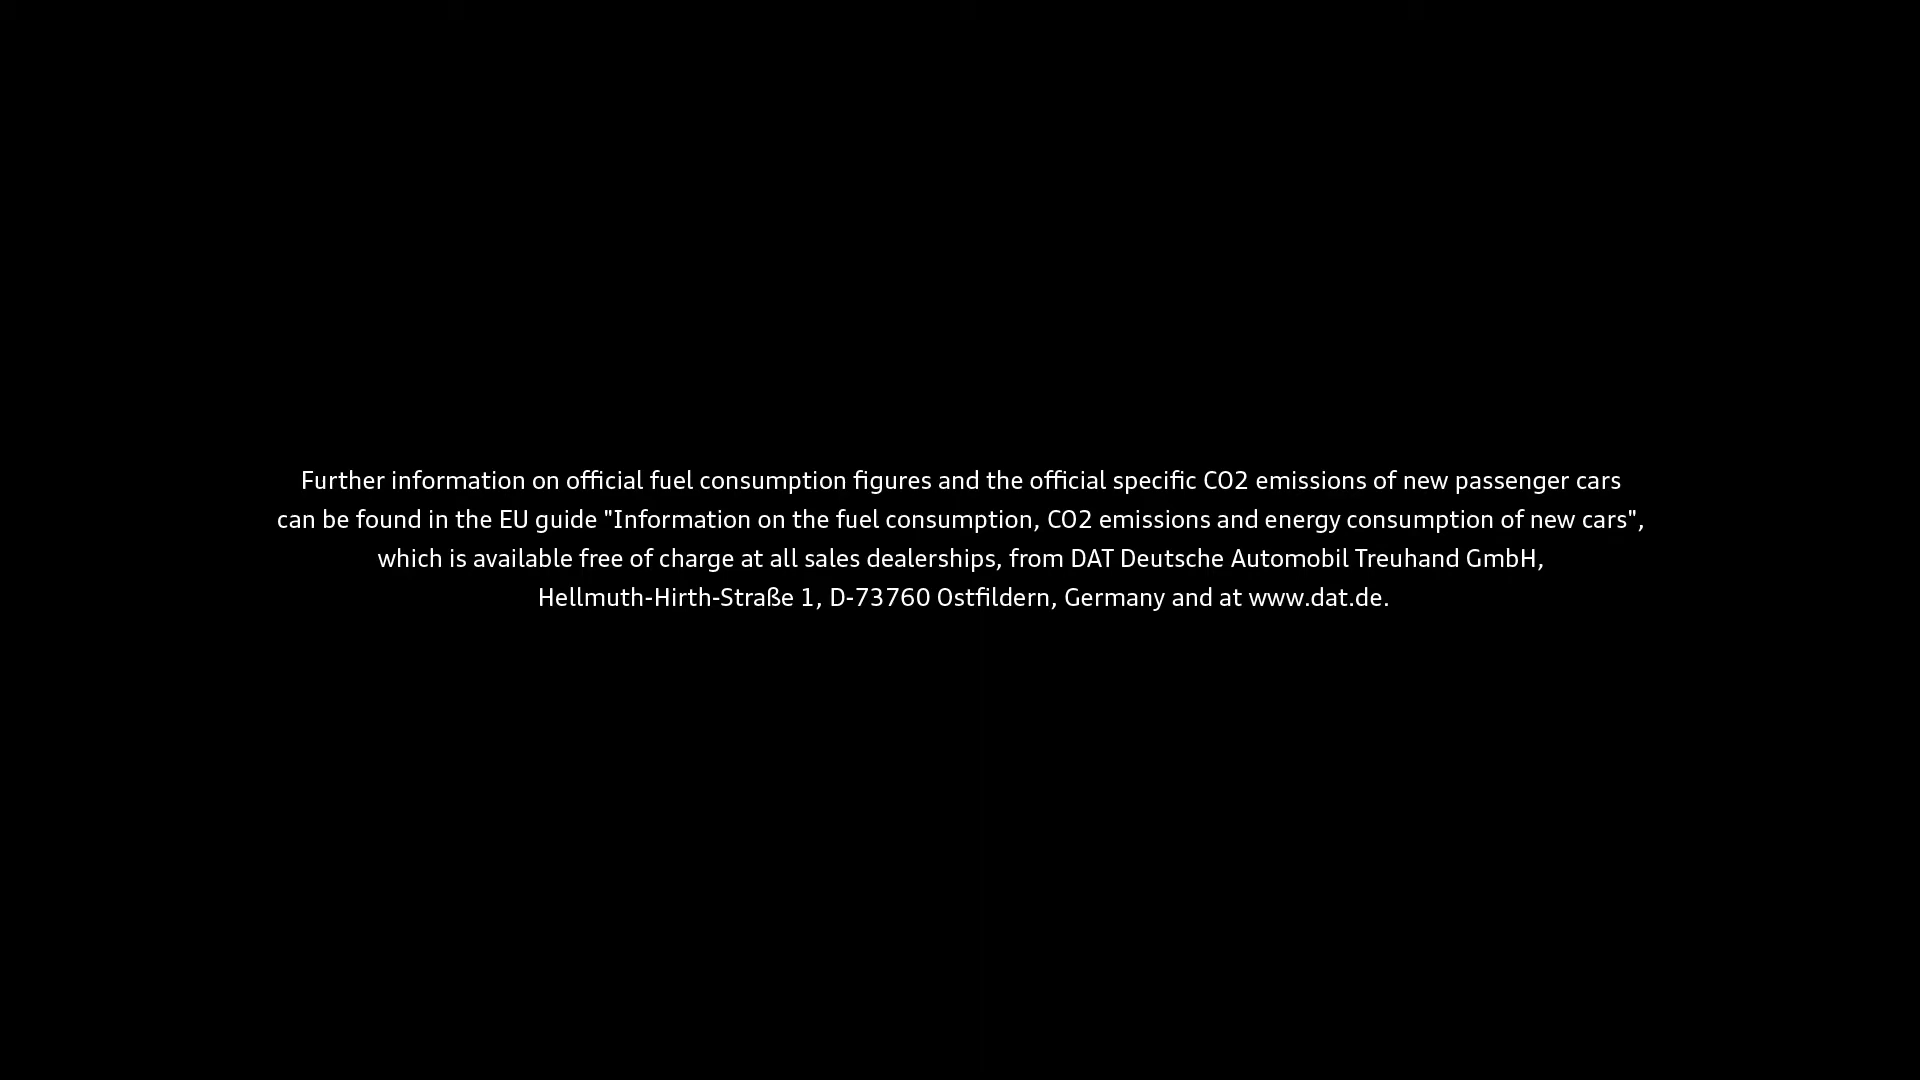 Further information on official fuel consumption figures and the official specific CO2 emissions of new passenger cars
can be found in the EU guide "Information on the fuel consumption, CO2 emissions and energy consumption of new cars",
which is available free of charge at all sales dealerships, from DAT Deutsche Automobil Treuhand GmbH,
Hellmuth-Hirth-Straße 1, D-73760 Ostfildern, Germany and at www.dat.de.